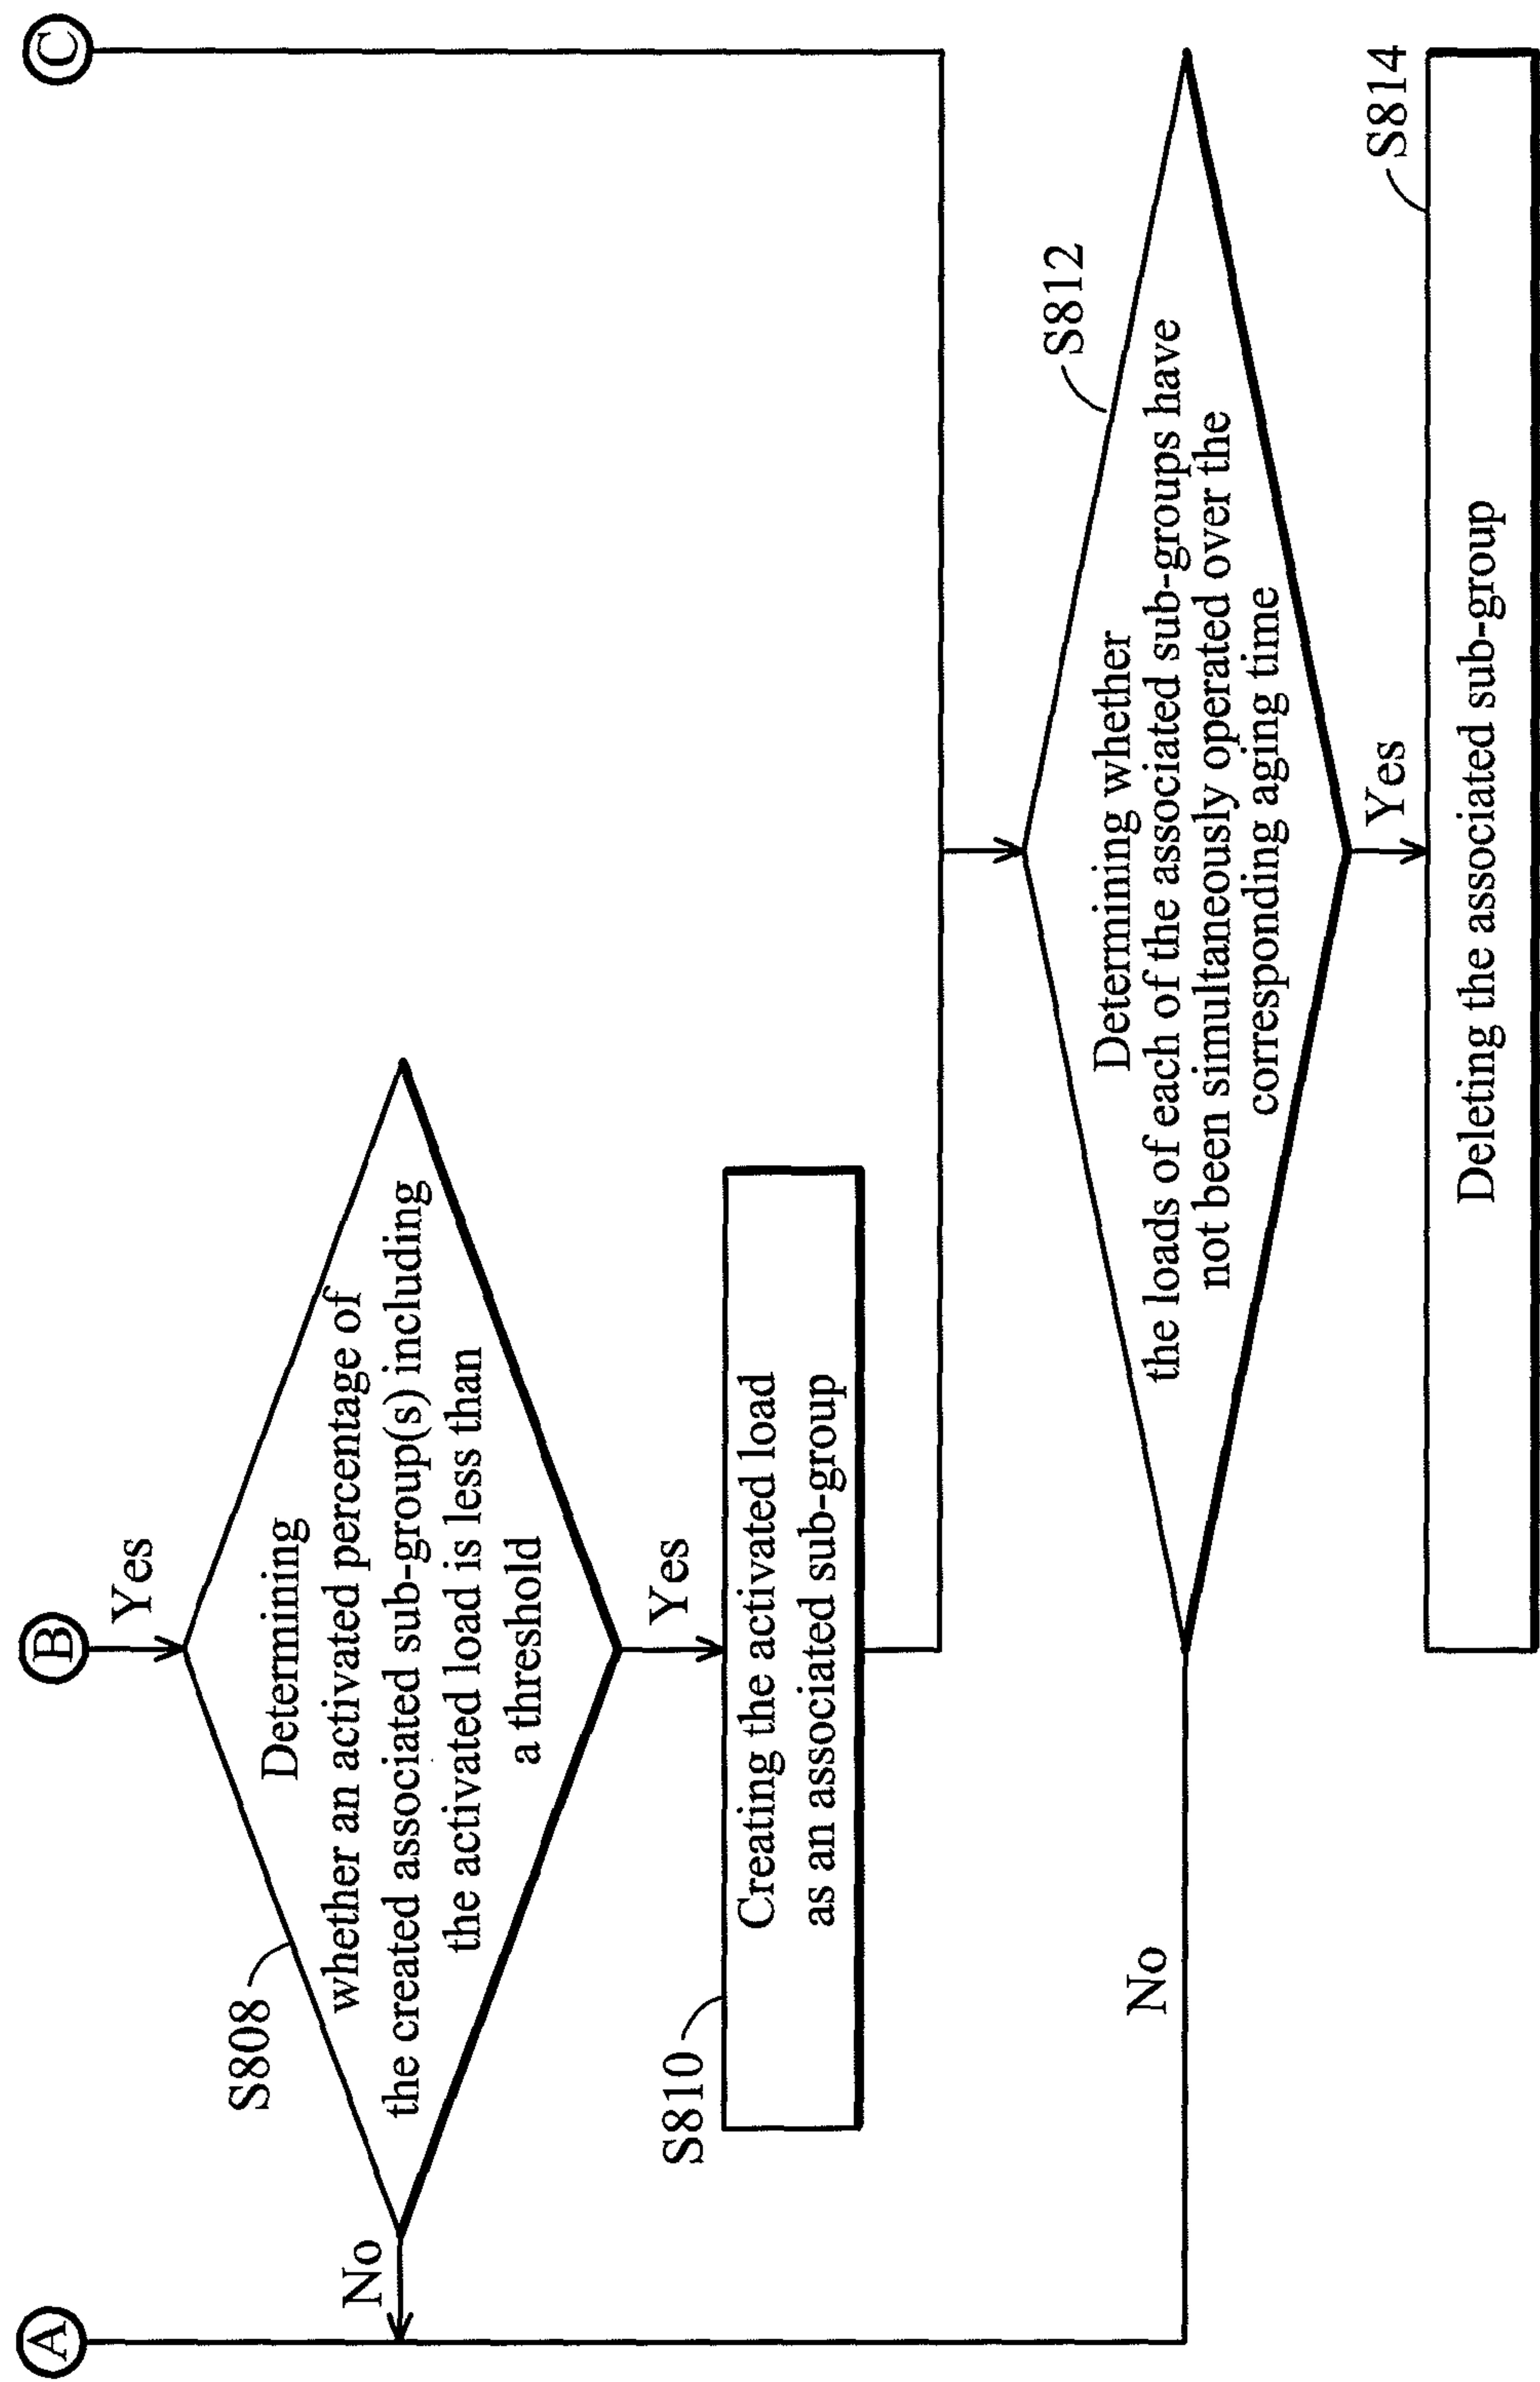 A
B
C
Yes
S808
Determining
whether an activated percentage of
the created associated sub-group(s) including
the activated load is less than
a threshold
No
Yes
S810
Creating the activated load
as an associated sub-group
S812
Determining whether
the loads of each of the associated sub-groups have
not been simultaneously operated over the
corresponding aging time
No
Yes
S814
Deleting the associated sub-group